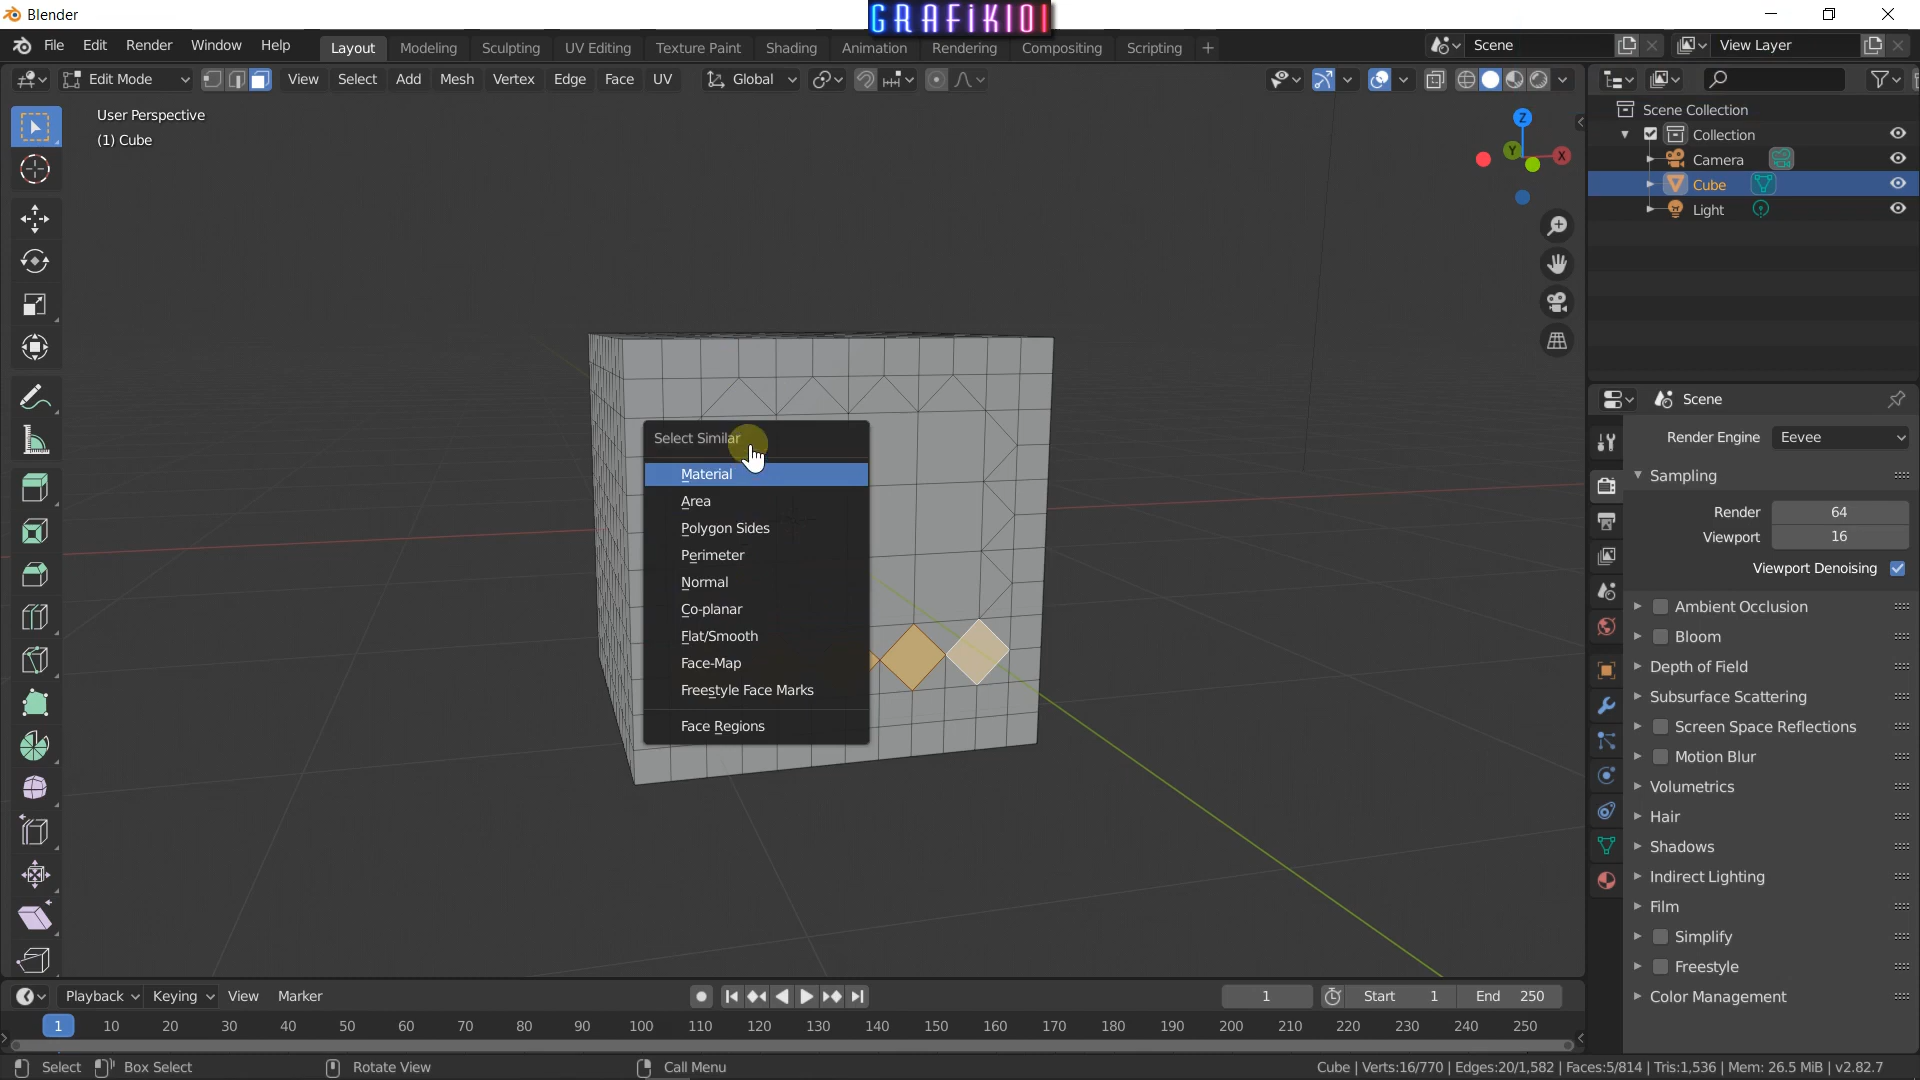 Blender
GRAFiK101
File Edit Render Window Help
Layout Modeling Sculpting UV Editing Texture Paint Shading Animation Rendering Compositing Scripting +
Scene
View Layer
Edit Mode
View Select Add Mesh Vertex Edge Face UV
Global
User Perspective
(1) Cube
Z
Y
X
Scene Collection
Collection
Camera
Cube
Light
Scene
Render Engine Eevee
Sampling
Render 64
Viewport 16
Viewport Denoising
Ambient Occlusion
Bloom
Depth of Field
Subsurface Scattering
Screen Space Reflections
Motion Blur
Volumetrics
Hair
Shadows
Indirect Lighting
Film
Simplify
Freestyle
Color Management
Select Similar
Material
Area
Polygon Sides
Perimeter
Normal
Co-planar
Flat/Smooth
Face-Map
Freestyle Face Marks
Face Regions
Playback Keying View Marker
1 Start 1 End 250
1 10 20 30 40 50 60 70 80 90 100 110 120 130 140 150 160 170 180 190 200 210 220 230 240 250
Select Box Select Rotate View Call Menu
Cube | Verts:16/770 | Edges:20/1,582 | Faces:5/814 | Tris:1,536 | Mem: 26.5 MiB | v2.82.7